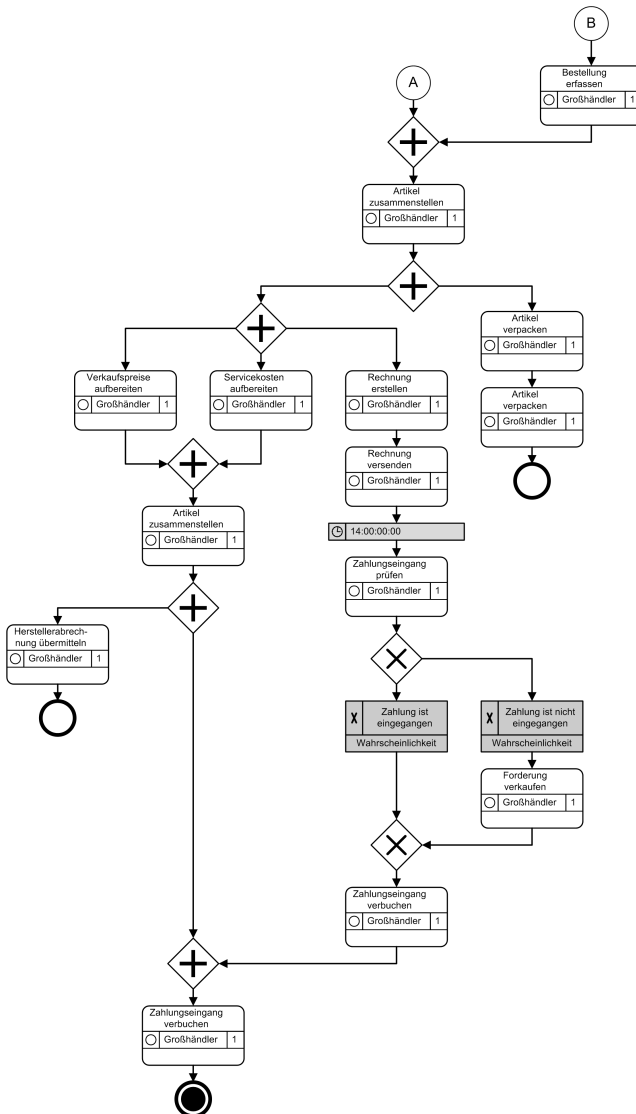 B
Bestellung
erfassen
Großhändler 1
A
Artikel
zusammenstellen
Großhändler 1
Artikel
verpacken
Großhändler 1
Verkaufspreise
aufbereiten
Großhändler 1
Servicekosten
aufbereiten
Großhändler 1
Rechnung
erstellen
Großhändler 1
Artikel
verpacken
Großhändler 1
Rechnung
versenden
Großhändler 1
Artikel
zusammenstellen
Großhändler 1
14:00:00:00
Zahlungseingang
prüfen
Großhändler 1
Herstellerabrech-
nung übermitteln
Großhändler 1
X Zahlung ist
eingegangen
Wahrscheinlichkeit
X Zahlung ist nicht
eingegangen
Wahrscheinlichkeit
Forderung
verkaufen
Großhändler 1
Zahlungseingang
verbuchen
Großhändler 1
Zahlungseingang
verbuchen
Großhändler 1